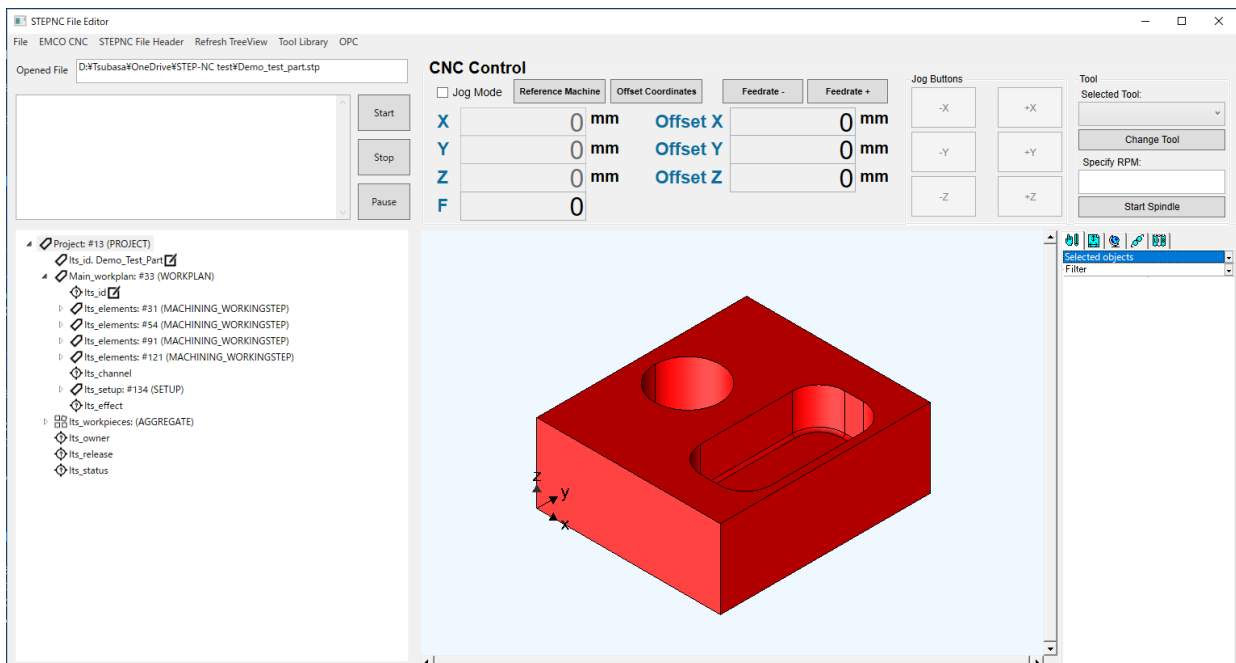 STEPNC File Editor
File EMCO CNC STEPNC File Header Refresh TreeView Tool Library OPC
Opened File D:¥Tsubasa¥OneDrive¥STEP-NC test¥Demo_test_part.stp
Start
Stop
Pause
CNC Control
Jog Mode Reference Machine Offset Coordinates Feedrate - Feedrate +
X 0 mm Offset X 0 mm
Y 0 mm Offset Y 0 mm
Z 0 mm Offset Z 0 mm
F 0
Jog Buttons
-X +X
-Y +Y
-Z +Z
Tool
Selected Tool:
Change Tool
Specify RPM:
Start Spindle
Project: #13 (PROJECT)
Its_id. Demo_Test_Part
Main_workplan: #33 (WORKPLAN)
Its_id
Its_elements: #31 (MACHINING_WORKINGSTEP)
Its_elements: #54 (MACHINING_WORKINGSTEP)
Its_elements: #91 (MACHINING_WORKINGSTEP)
Its_elements: #121 (MACHINING_WORKINGSTEP)
Its_channel
Its_setup: #134 (SETUP)
Its_effect
Its_workpieces: (AGGREGATE)
Its_owner
Its_release
Its_status
z
y
x
Selected objects
Filter